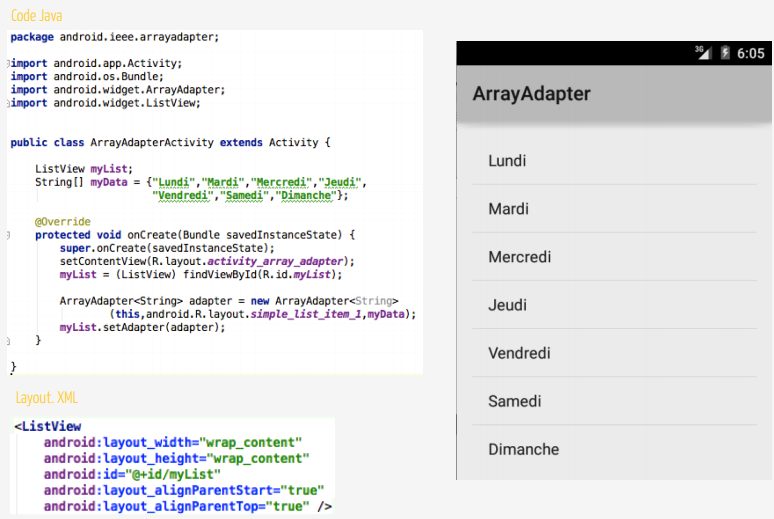 Code Java
package android.ieee.arrayadapter;
import android.app.Activity;
import android.os.Bundle;
import android.widget.ArrayAdapter;
import android.widget.ListView;
public class ArrayAdapterActivity extends Activity {
ListView myList;
String[] myData = {"Lundi","Mardi","Mercredi","Jeudi",
"Vendredi","Samedi","Dimanche"};
@Override
protected void onCreate(Bundle savedInstanceState) {
super.onCreate(savedInstanceState);
setContentView(R.layout.activity_array_adapter);
myList = (ListView) findViewById(R.id.myList);
ArrayAdapter<String> adapter = new ArrayAdapter<String>
(this,android.R.layout.simple_list_item_1,myData);
myList.setAdapter(adapter);
}
}
Layout. XML
<ListView
android:layout_width="wrap_content"
android:layout_height="wrap_content"
android:id="@+id/myList"
android:layout_alignParentStart="true"
android:layout_alignParentTop="true" />
3G 6:05
ArrayAdapter
Lundi
Mardi
Mercredi
Jeudi
Vendredi
Samedi
Dimanche